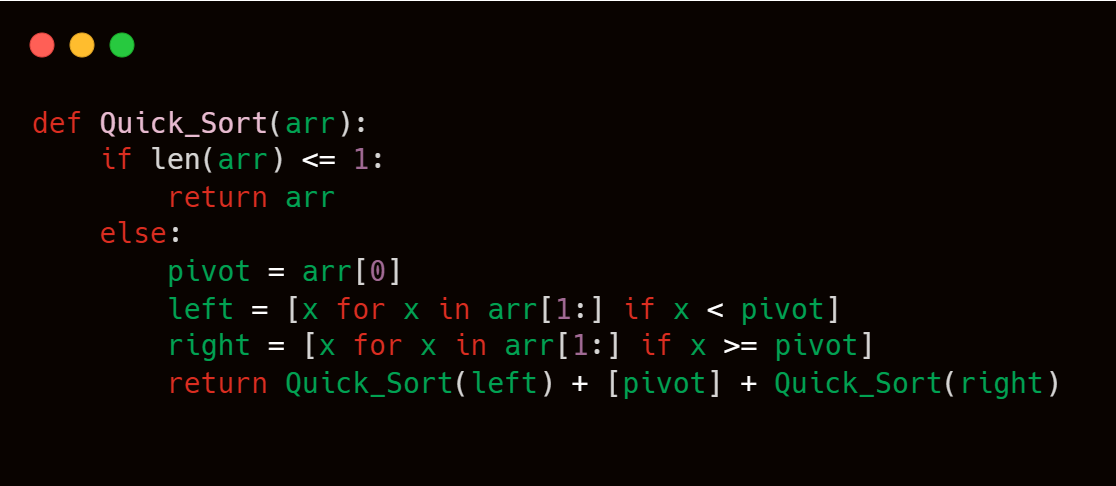 def Quick_Sort(arr):
    if len(arr) <= 1:
        return arr
    else:
        pivot = arr[0]
        left = [x for x in arr[1:] if x < pivot]
        right = [x for x in arr[1:] if x >= pivot]
        return Quick_Sort(left) + [pivot] + Quick_Sort(right)